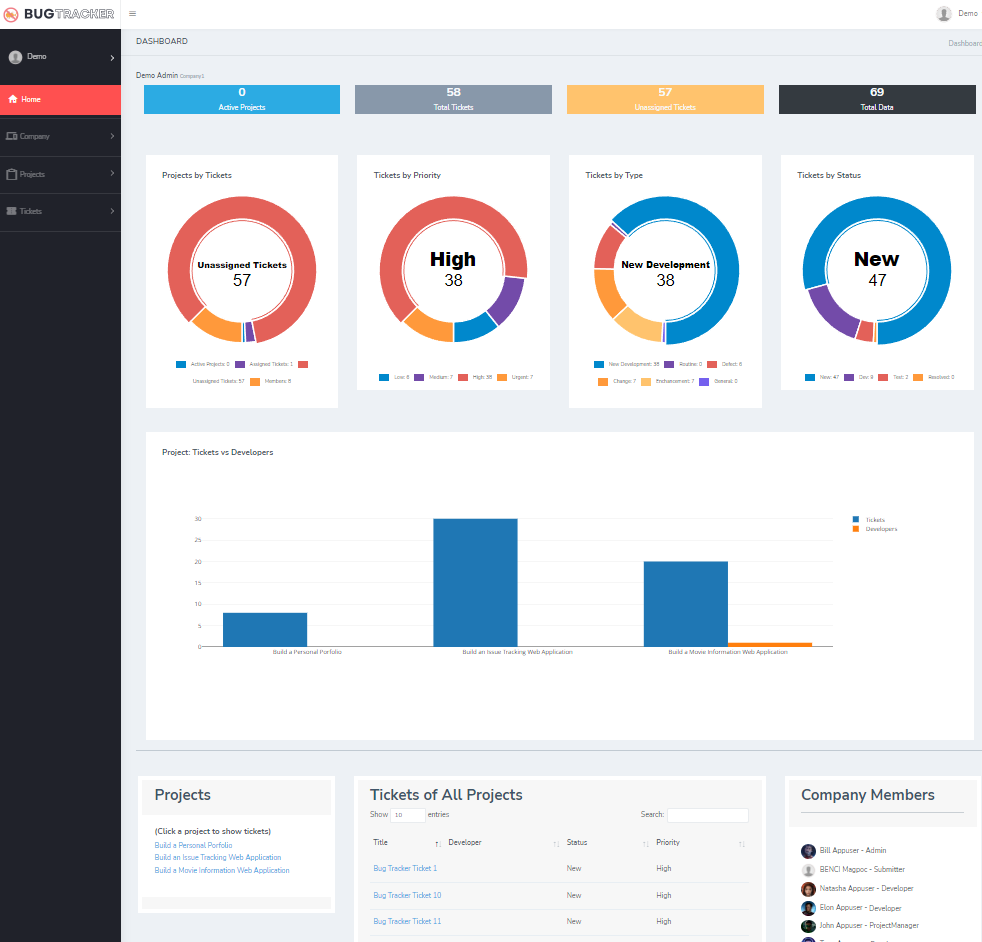 BUGTRACKER
Demo
DASHBOARD
Dashboard
Demo
Home
Company
Projects
Tickets
Demo Admin Company1
0
Active Projects
58
Total Tickets
57
Unassigned Tickets
69
Total Data
Projects by Tickets
Unassigned Tickets
57
Active Projects: 0
Assigned Tickets: 1
Unassigned Tickets: 57
Members: 8
Tickets by Priority
High
38
Low: 6
Medium: 7
High: 38
Urgent: 7
Tickets by Type
New Development
38
New Development: 38
Routine: 0
Defect: 6
Change: 7
Enhancement: 7
General: 0
Tickets by Status
New
47
New: 47
Dev: 9
Test: 2
Resolved: 0
Project: Tickets vs Developers
30
25
20
15
10
5
0
Build a Personal Porfolio
Build an Issue Tracking Web Application
Build a Movie Information Web Application
Tickets
Developers
Projects
(Click a project to show tickets)
Build a Personal Porfolio
Build an Issue Tracking Web Application
Build a Movie Information Web Application
Tickets of All Projects
Show 10 entries
Search:
Title Developer Status Priority
Bug Tracker Ticket 1 New High
Bug Tracker Ticket 10 New High
Bug Tracker Ticket 11 New High
Company Members
Bill Appuser - Admin
BENCI Magpoc - Submitter
Natasha Appuser - Developer
Elon Appuser - Developer
John Appuser - ProjectManager